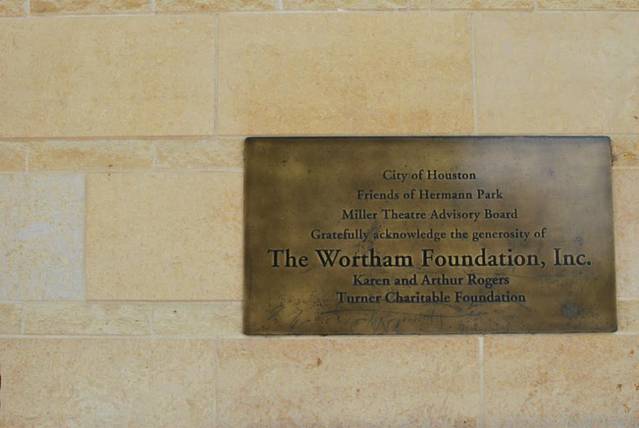 City of Houston
Friends of Hermann Park
Miller Theatre Advisory Board
Gratefully acknowledge the generosity of
The Wortham Foundation, Inc.
Karen and Arthur Rogers
Turner Charitable Foundation